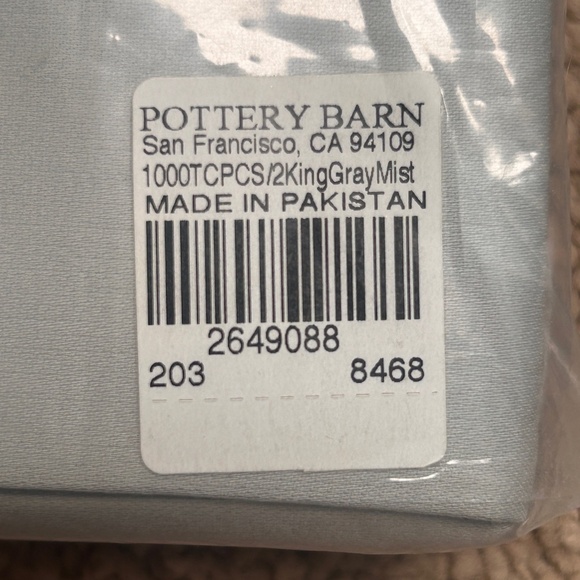 POTTERY BARN
San Francisco, CA 94109
1000TCPCS/2KingGrayMist
MADE IN PAKISTAN
2649088
203 8468